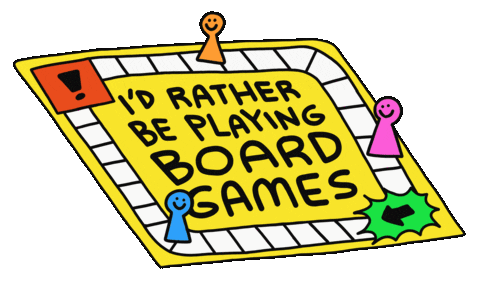 !
I'D RATHER
BE PLAYING
BOARD
GAMES